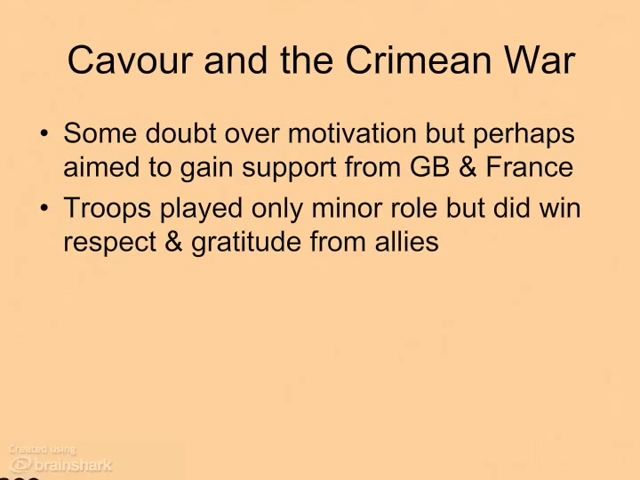 Cavour and the Crimean War
• Some doubt over motivation but perhaps
aimed to gain support from GB & France
• Troops played only minor role but did win
respect & gratitude from allies
Created using
brainshark